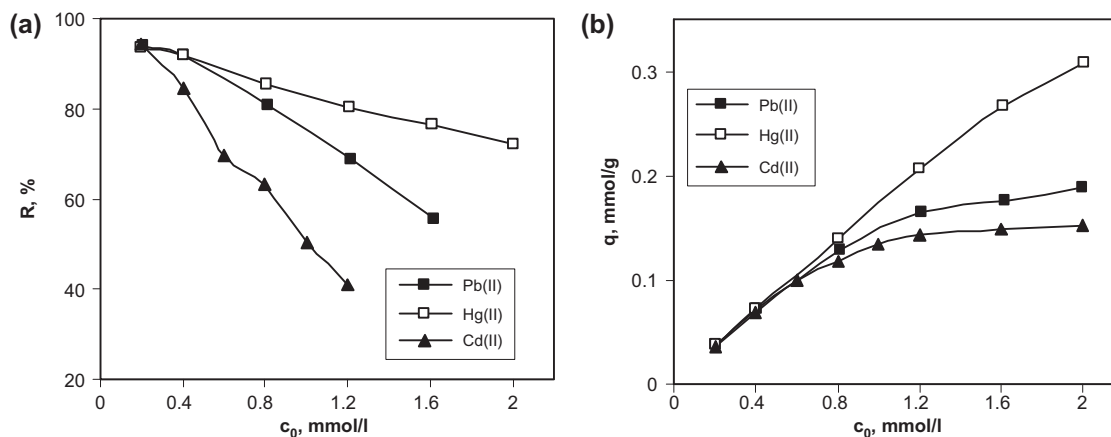 (a)
100
80
60
40
20
R, %
0 0.4 0.8 1.2 1.6 2
c0, mmol/l
Pb(II)
Hg(II)
Cd(II)
(b)
0.3
0.2
0.1
0
q, mmol/g
0 0.4 0.8 1.2 1.6 2
c0, mmol/l
Pb(II)
Hg(II)
Cd(II)